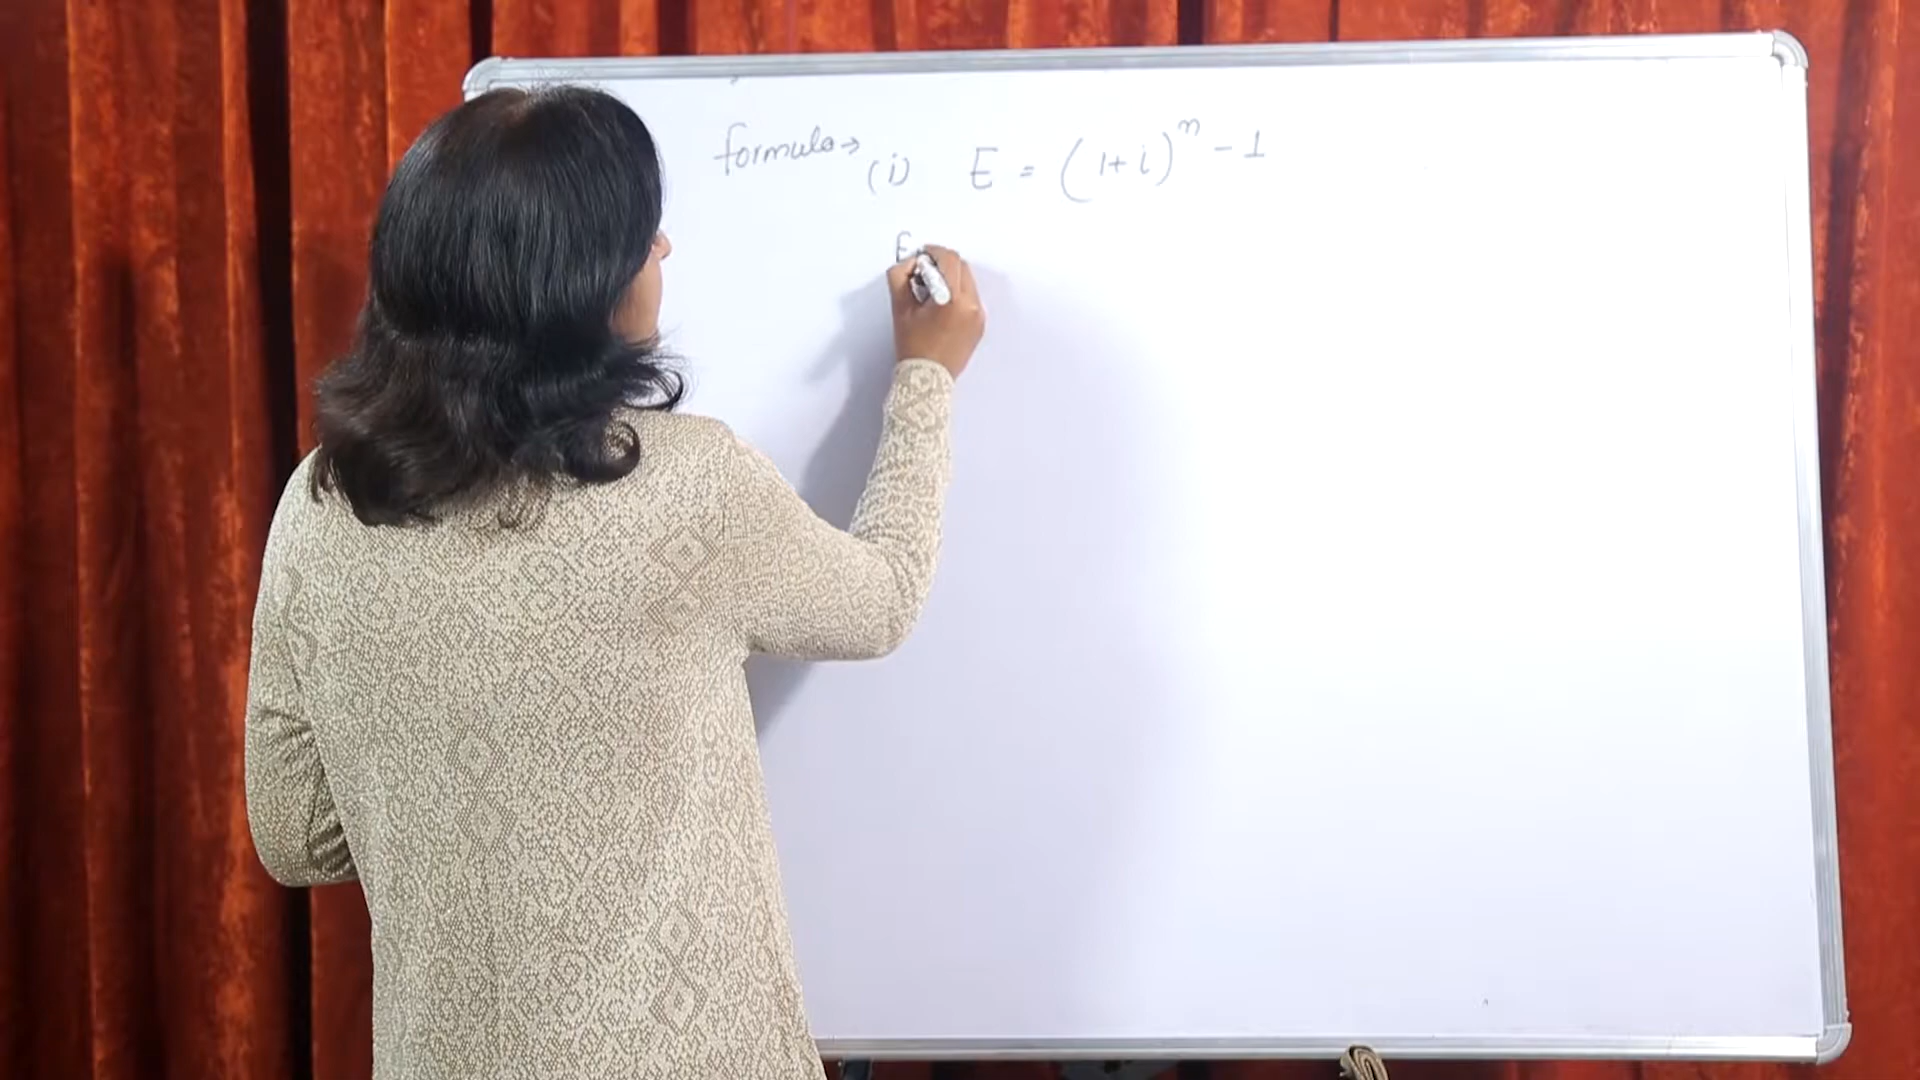 formula → (i) E = (1+i)^n - 1
E